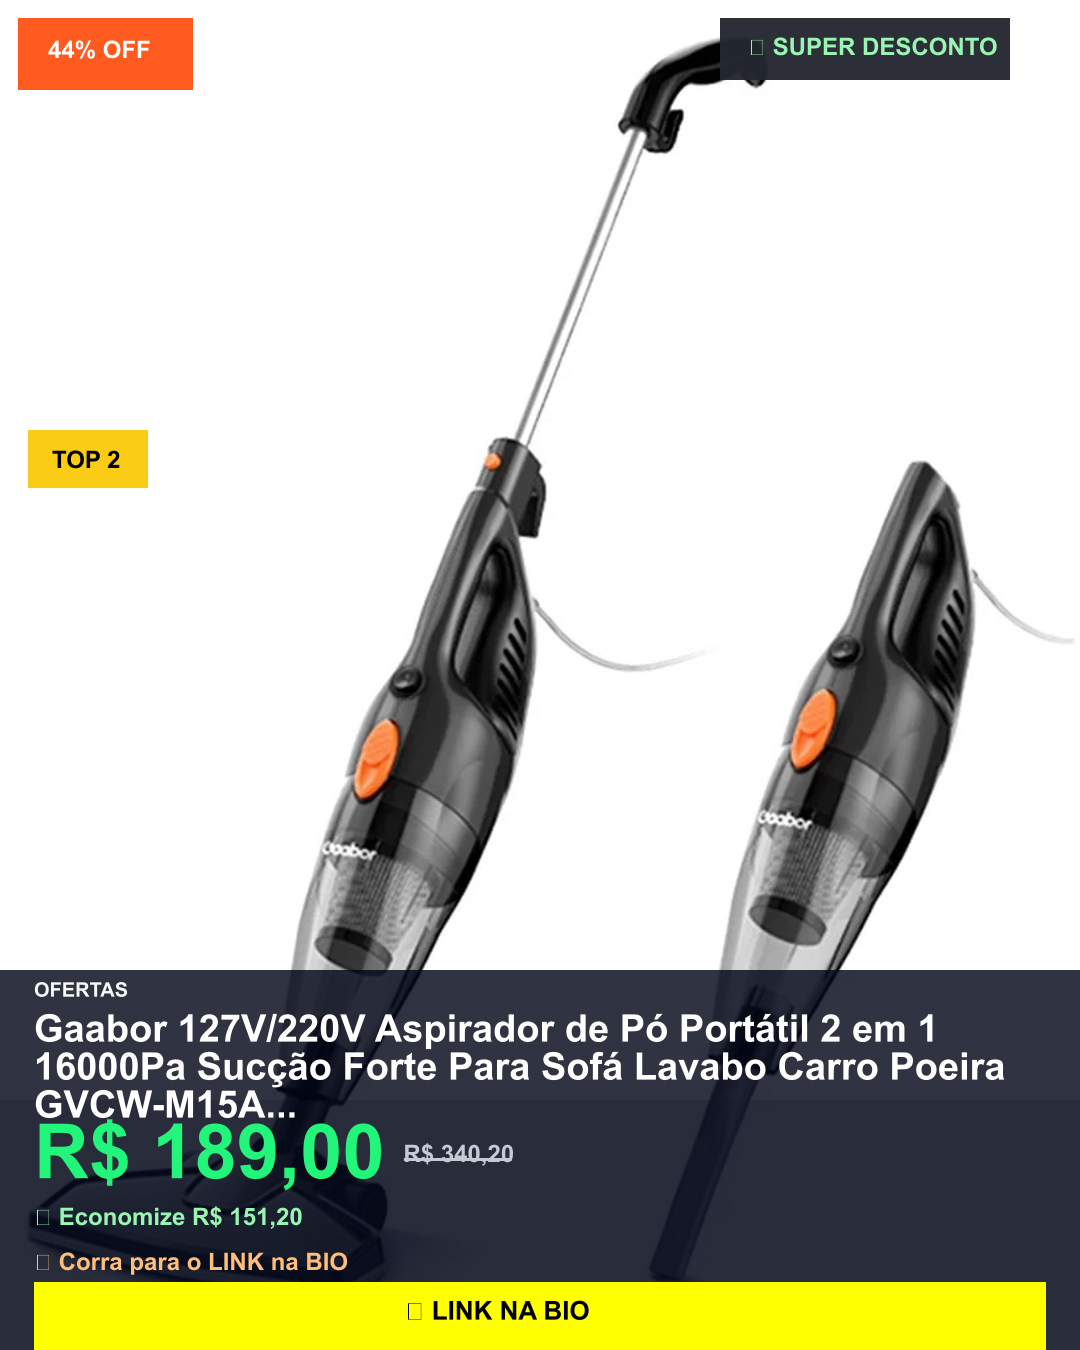 44% OFF
SUPER DESCONTO
TOP 2
Gaabor
Gaabor
OFERTAS
Gaabor 127V/220V Aspirador de Pó Portátil 2 em 1
16000Pa Sucção Forte Para Sofá Lavabo Carro Poeira
GVCW-M15A...
R$ 189,00 R$ 340,20
Economize R$ 151,20
Corra para o LINK na BIO
LINK NA BIO